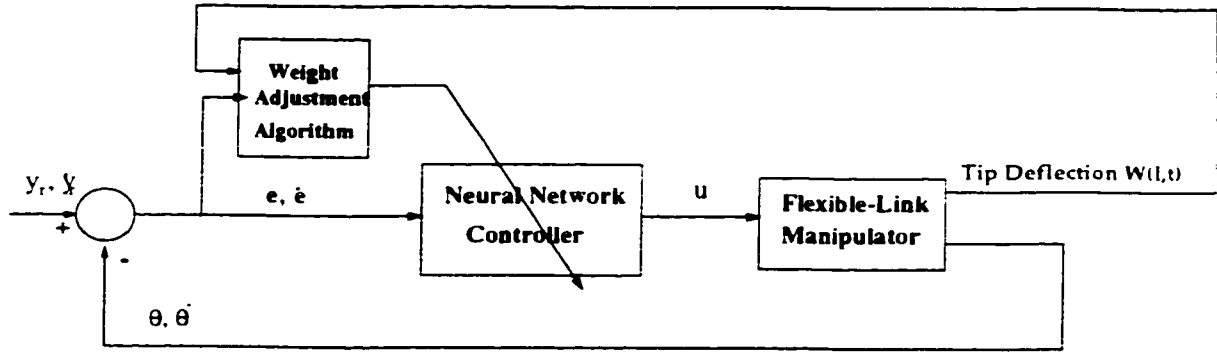 Weight
Adjustment
Algorithm
Tip Deflection W(l,t)
yᵣ, ẏᵣ
e, ė
Neural Network
Controller
u
Flexible-Link
Manipulator
+
-
θ, θ̇